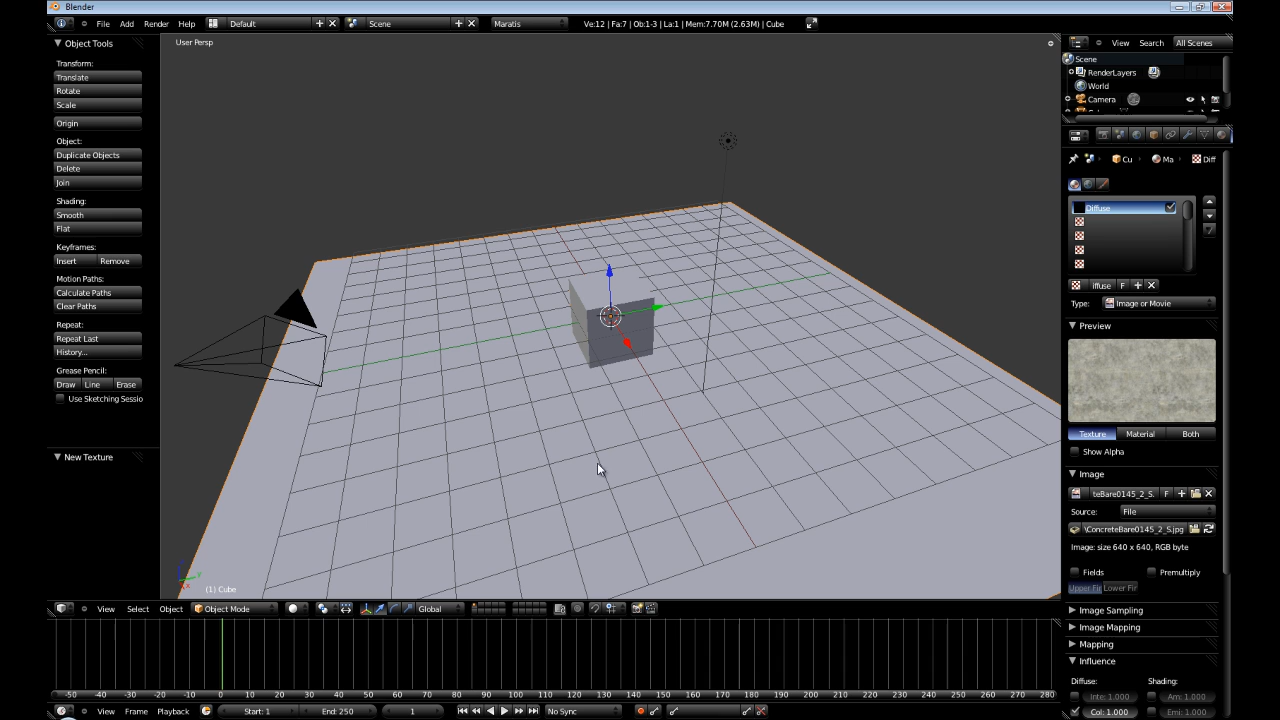 Blender
File Add Render Help Default Scene Maratis Ve:12 | Fa:7 | Ob:1-3 | La:1 | Mem:7.70M (2.63M) | Cube
Object Tools
Transform:
Translate
Rotate
Scale
Origin
Object:
Duplicate Objects
Delete
Join
Shading:
Smooth
Flat
Keyframes:
Insert Remove
Motion Paths:
Calculate Paths
Clear Paths
Repeat:
Repeat Last
History...
Grease Pencil:
Draw Line Erase
Use Sketching Sessio
New Texture
User Persp
(1) Cube
View Select Object Object Mode Global
-50 -40 -30 -20 -10 0 10 20 30 40 50 60 70 80 90 100 110 120 130 140 150 160 170 180 190 200 210 220 230 240 250 260 270 280
View Frame Playback Start: 1 End: 250 1 No Sync
View Search All Scenes
Scene
RenderLayers
World
Camera
Cu Ma Diff
Diffuse
iffuse F
Type: Image or Movie
Preview
Texture Material Both
Show Alpha
Image
teBare0145_2_S. F
Source: File
\ConcreteBare0145_2_S.jpg
Image: size 640 x 640, RGB byte
Fields Premultiply
Upper Fir Lower Fir
Image Sampling
Image Mapping
Mapping
Influence
Diffuse: Shading:
Inte: 1.000 Am: 1.000
Col: 1.000 Emi: 1.000